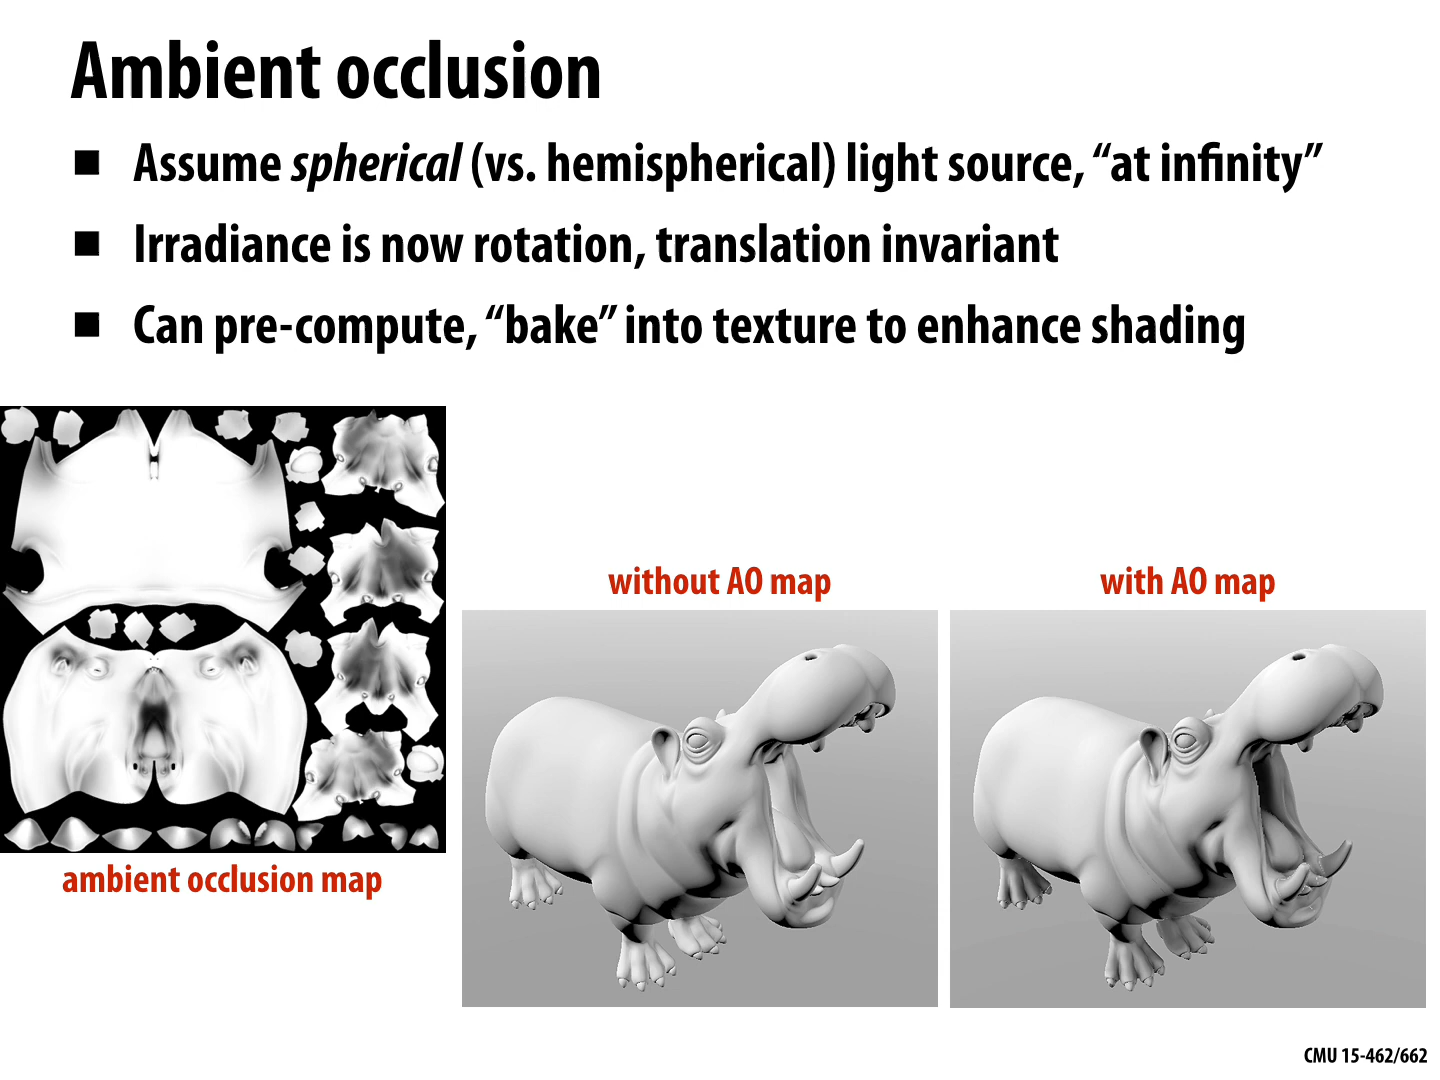 Ambient occlusion
■ Assume spherical (vs. hemispherical) light source, “at infinity”
■ Irradiance is now rotation, translation invariant
■ Can pre-compute, “bake” into texture to enhance shading
without AO map
with AO map
ambient occlusion map
CMU 15-462/662